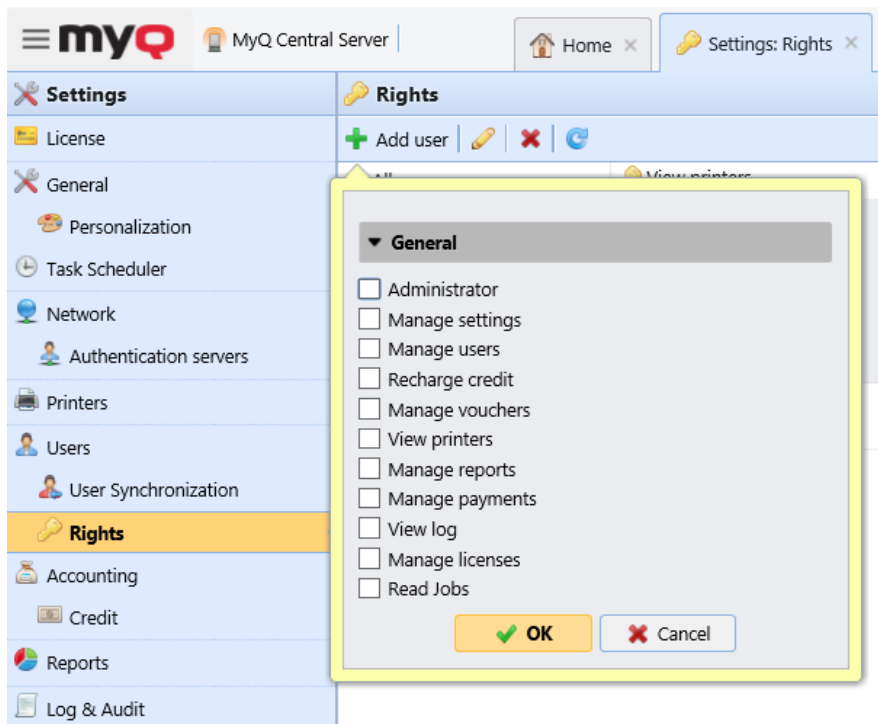 myQ MyQ Central Server Home Settings: Rights
Settings
License
General
Personalization
Task Scheduler
Network
Authentication servers
Printers
Users
User Synchronization
Rights
Accounting
Credit
Reports
Log & Audit
Rights
Add user
View printers
General
Administrator
Manage settings
Manage users
Recharge credit
Manage vouchers
View printers
Manage reports
Manage payments
View log
Manage licenses
Read Jobs
OK Cancel